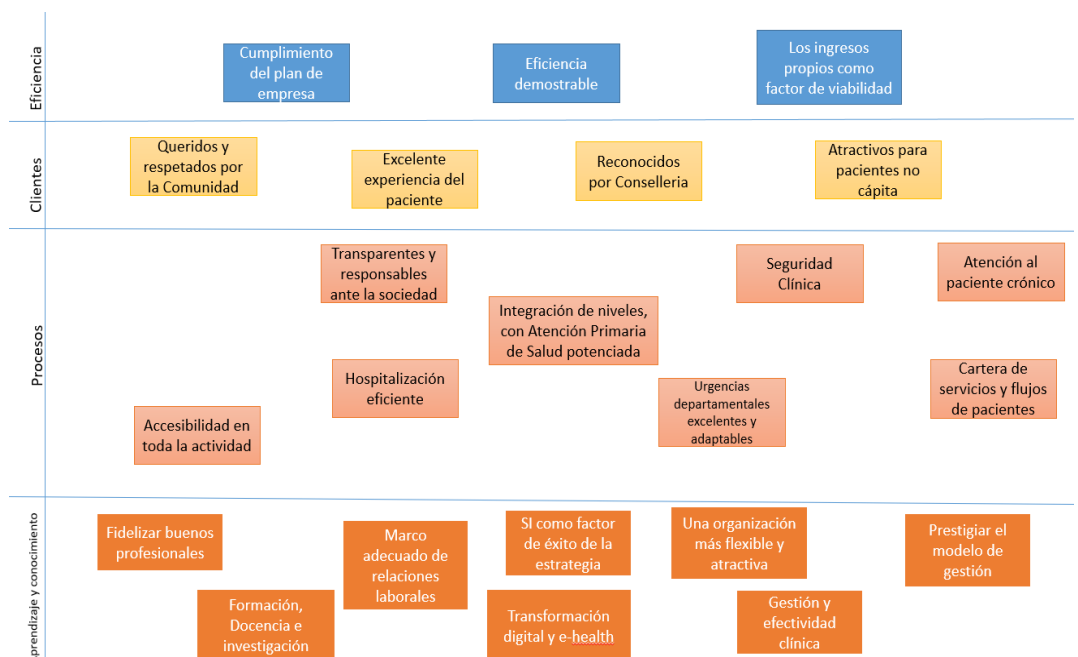 Eficiencia
Cumplimiento
del plan de
empresa
Eficiencia
demostrable
Los ingresos
propios como
factor de viabilidad
Clientes
Queridos y
respetados por
la Comunidad
Excelente
experiencia del
paciente
Reconocidos
por Conselleria
Atractivos para
pacientes no
cápita
Procesos
Transparentes y
responsables
ante la sociedad
Integración de niveles,
con Atención Primaria
de Salud potenciada
Seguridad
Clínica
Atención al
paciente crónico
Hospitalización
eficiente
Accesibilidad en
toda la actividad
Urgencias
departamentales
excelentes y
adaptables
Cartera de
servicios y flujos
de pacientes
prendizaje y conocimiento
Fidelizar buenos
profesionales
Marco
adecuado de
relaciones
laborales
SI como factor
de éxito de la
estrategia
Una organización
más flexible y
atractiva
Prestigiar el
modelo de
gestión
Formación,
Docencia e
investigación
Transformación
digital y e-health
Gestión y
efectividad
clínica